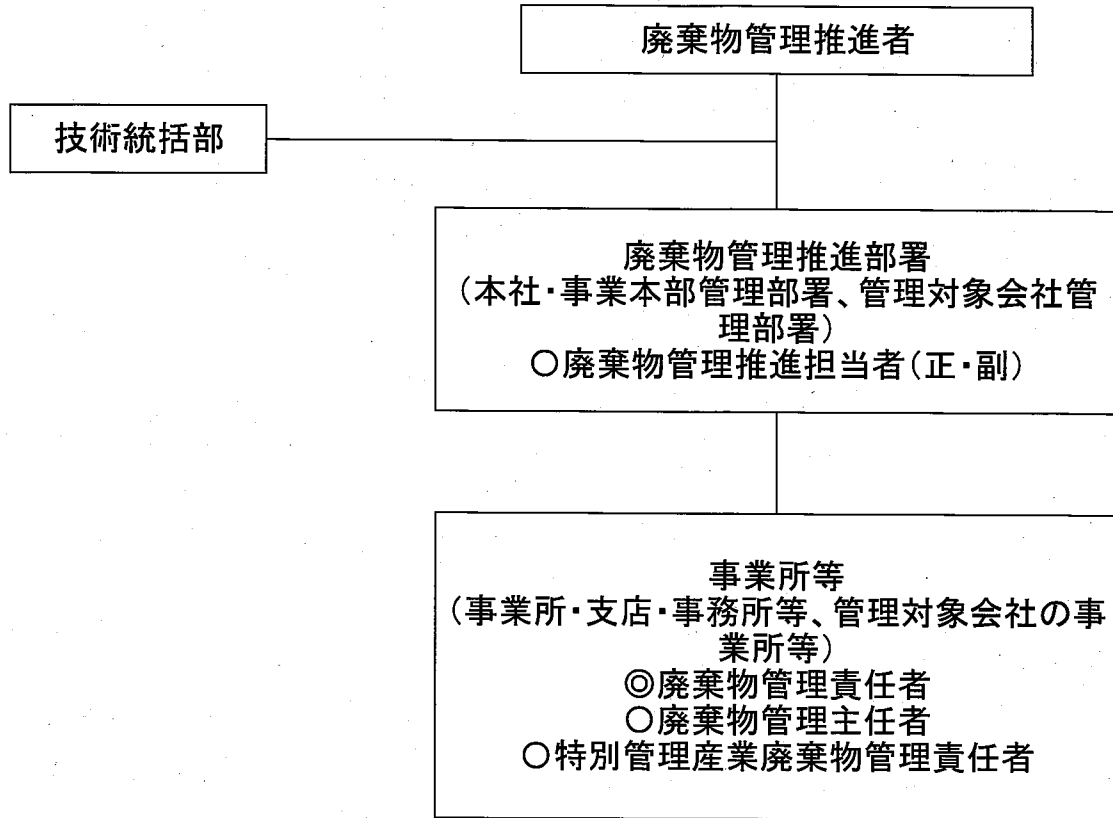 廃棄物管理推進者
技術統括部
廃棄物管理推進部署
(本社・事業本部管理部署、管理対象会社管
理部署)
○廃棄物管理推進担当者(正・副)
事業所等
(事業所・支店・事務所等、管理対象会社の事
業所等)
◎廃棄物管理責任者
○廃棄物管理主任者
○特別管理産業廃棄物管理責任者